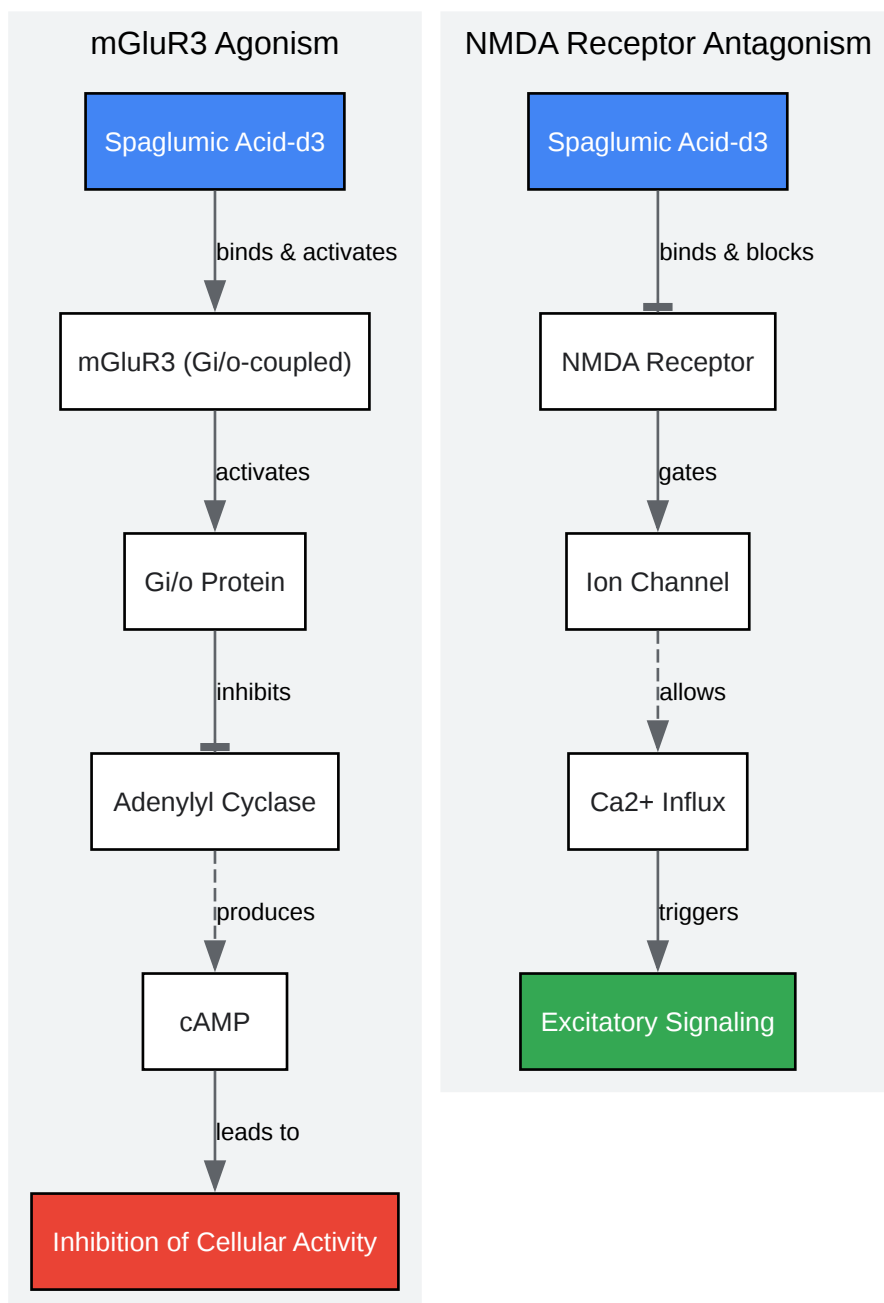 mGluR3 Agonism
Spaglumic Acid-d3
binds & activates
mGluR3 (Gi/o-coupled)
activates
Gi/o Protein
inhibits
Adenylyl Cyclase
produces
cAMP
leads to
Inhibition of Cellular Activity
NMDA Receptor Antagonism
Spaglumic Acid-d3
binds & blocks
NMDA Receptor
gates
Ion Channel
allows
Ca2+ Influx
triggers
Excitatory Signaling